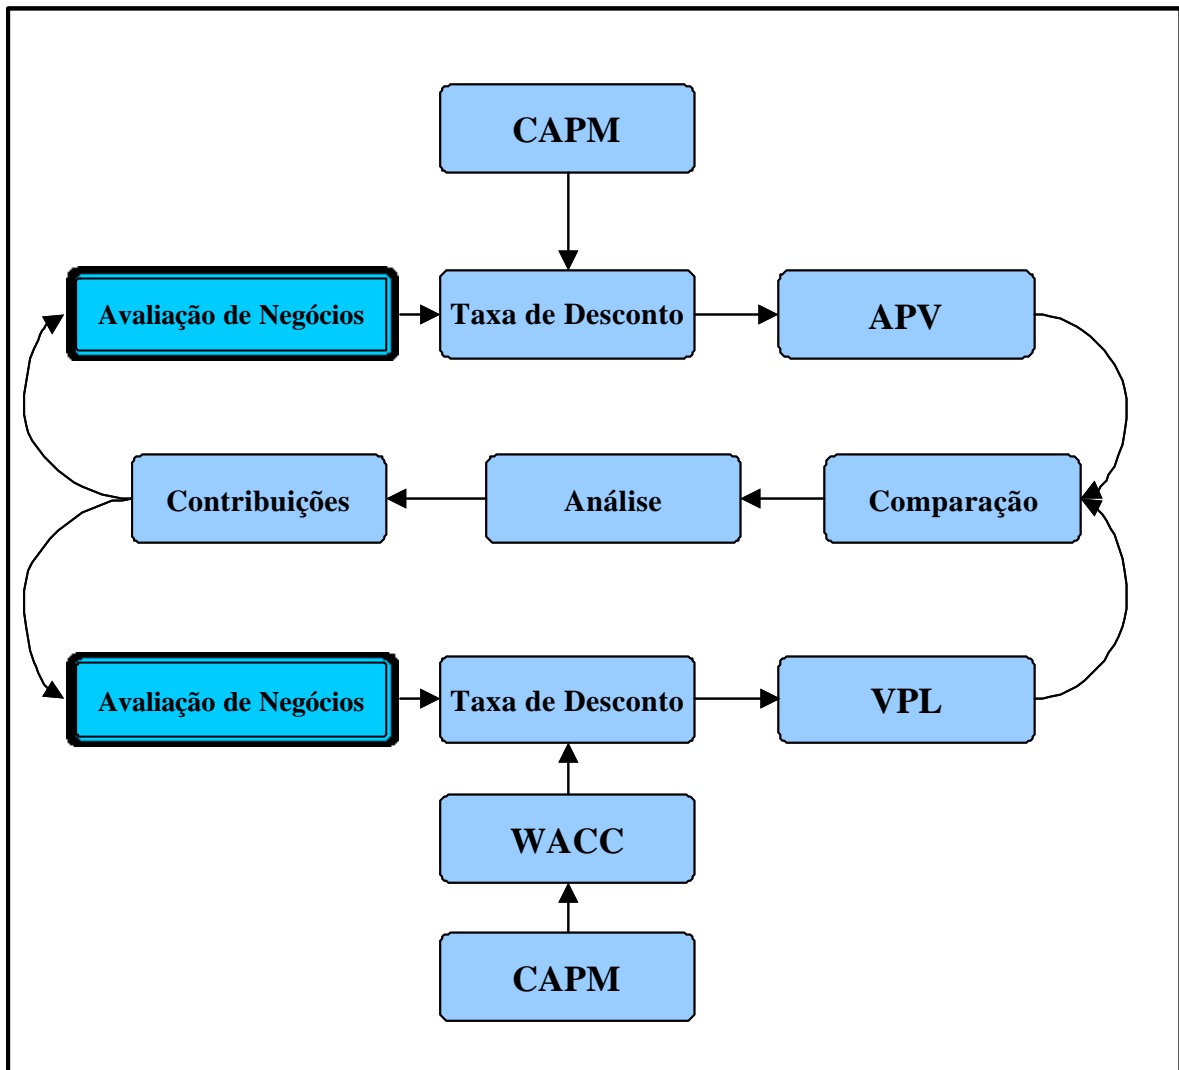 CAPM
Avaliação de Negócios
Taxa de Desconto
APV
Contribuições
Análise
Comparação
Avaliação de Negócios
Taxa de Desconto
VPL
WACC
CAPM